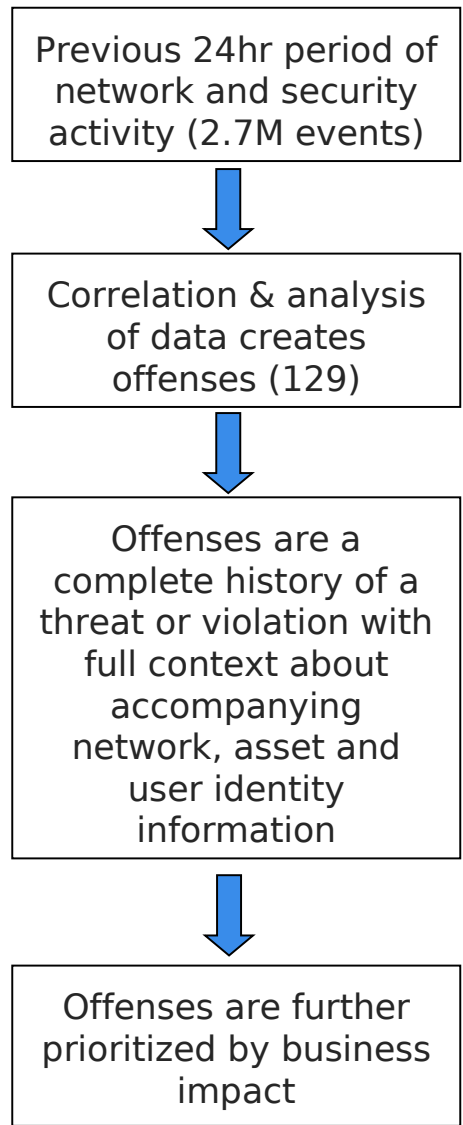 Previous 24hr period of
network and security
activity (2.7M events)
Correlation & analysis
of data creates
offenses (129)
Offenses are a
complete history of a
threat or violation with
full context about
accompanying
network, asset and
user identity
information
Offenses are further
prioritized by business
impact